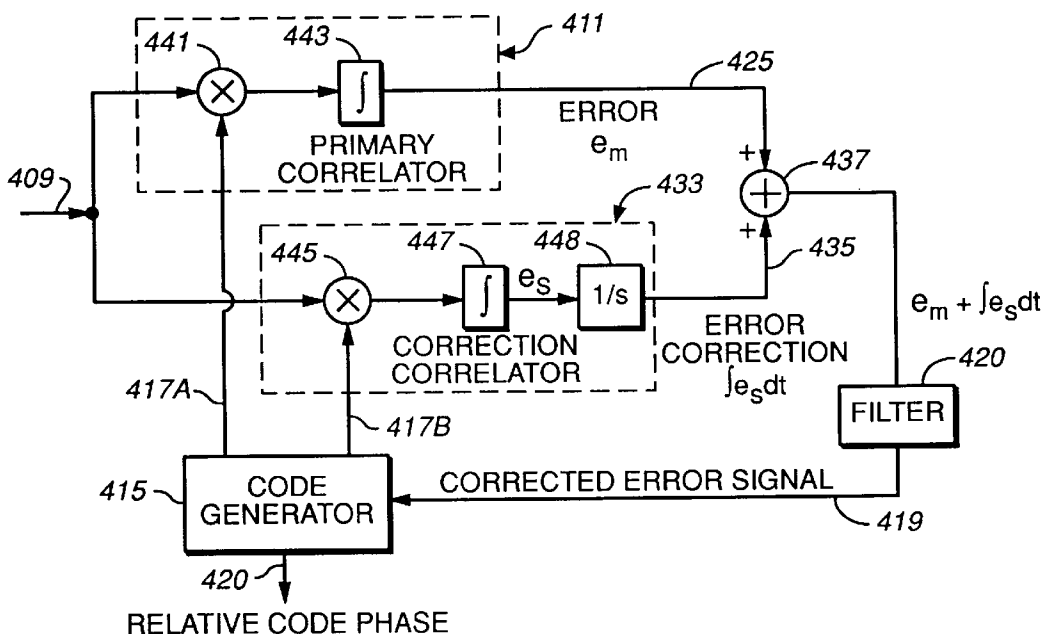 441
443
411
425
∫
ERROR
e_m
PRIMARY
CORRELATOR
+
437
409
433
+
445
447
448
435
∫
e_s
1/s
e_m + ∫e_s dt
CORRECTION
CORRELATOR
ERROR
CORRECTION
∫e_s dt
420
FILTER
417A
417B
415
CODE
GENERATOR
CORRECTED ERROR SIGNAL
419
420
RELATIVE CODE PHASE